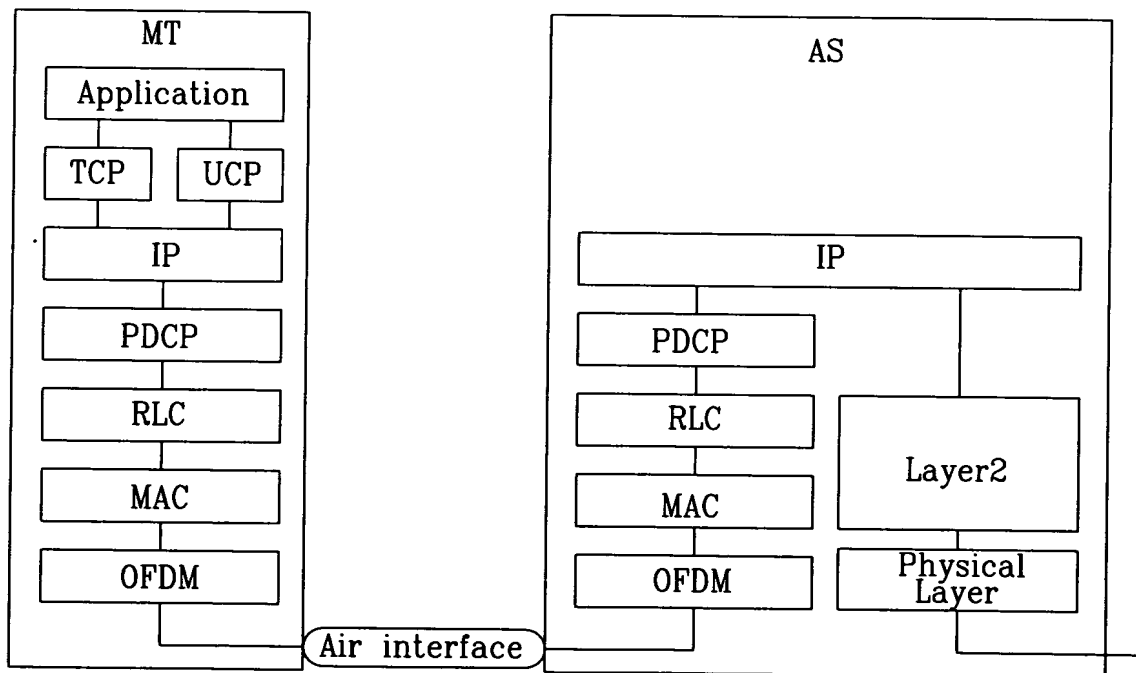 MT
Application
TCP
UCP
IP
PDCP
RLC
MAC
OFDM
Air interface
AS
IP
PDCP
RLC
MAC
OFDM
Layer2
Physical
Layer